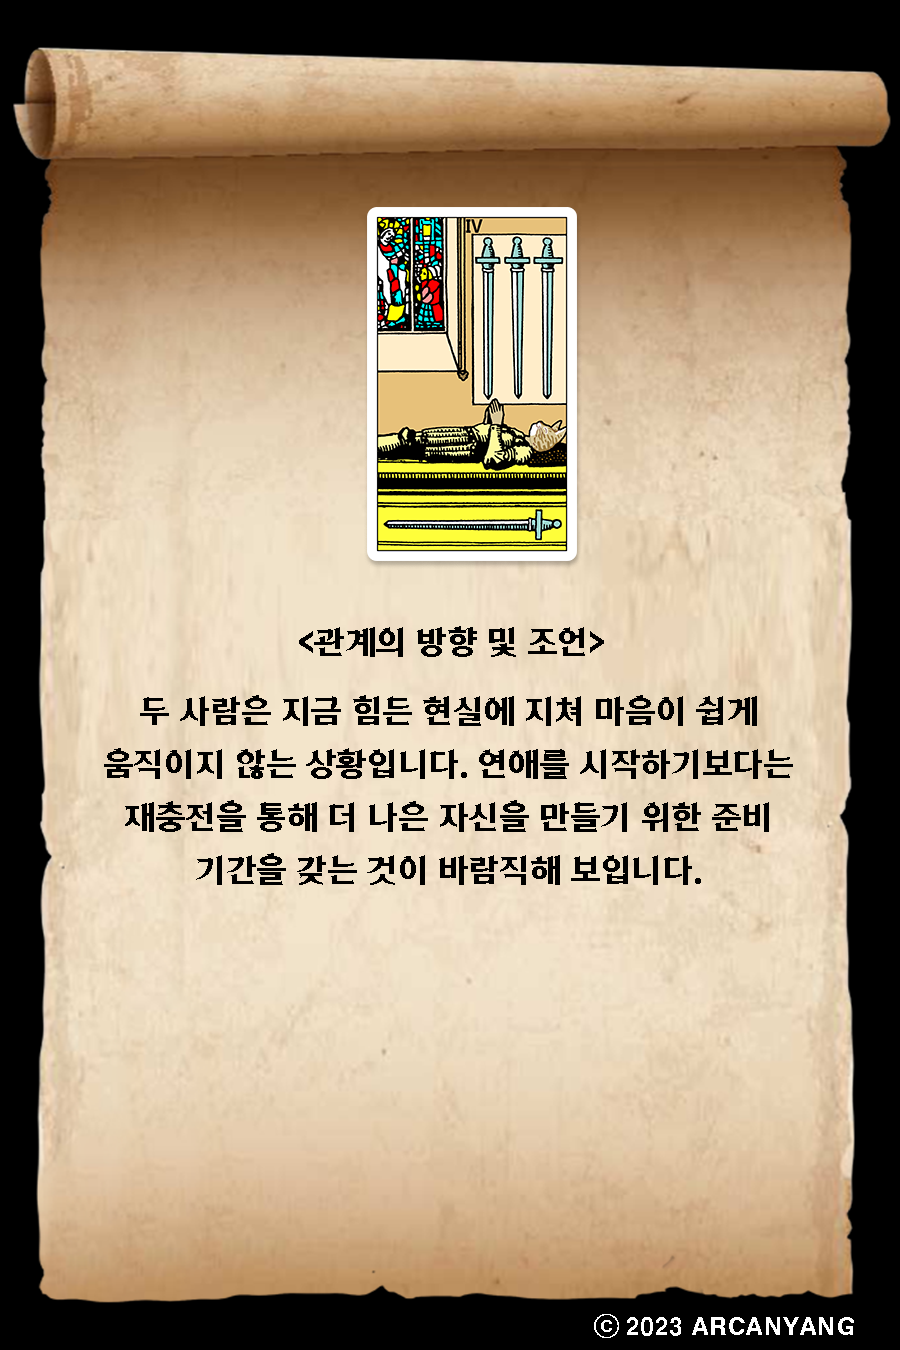 IV
<관계의 방향 및 조언>
두 사람은 지금 힘든 현실에 지쳐 마음이 쉽게
움직이지 않는 상황입니다. 연애를 시작하기보다는
재충전을 통해 더 나은 자신을 만들기 위한 준비
기간을 갖는 것이 바람직해 보입니다.
ⓒ 2023 ARCANYANG